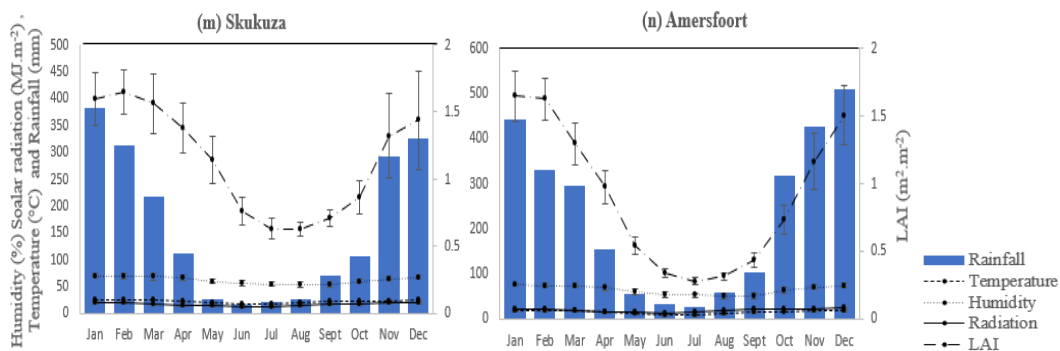 (m) Skukuza
(n) Amersfoort
Humidity (%) Soalar radiation (MJ.m⁻²) ,
Temperature (°C) and Rainfall (mm)
500
450
400
350
300
250
200
150
100
50
0
2
1.5
1
0.5
0
Jan Feb Mar Apr May Jun Jul Aug Sept Oct Nov Dec
600
500
400
300
200
100
0
2
1.5
1
0.5
0
LAI (m².m⁻²)
Jan Feb Mar Apr May Jun Jul Aug Sept Oct Nov Dec
Rainfall
Temperature
Humidity
Radiation
LAI